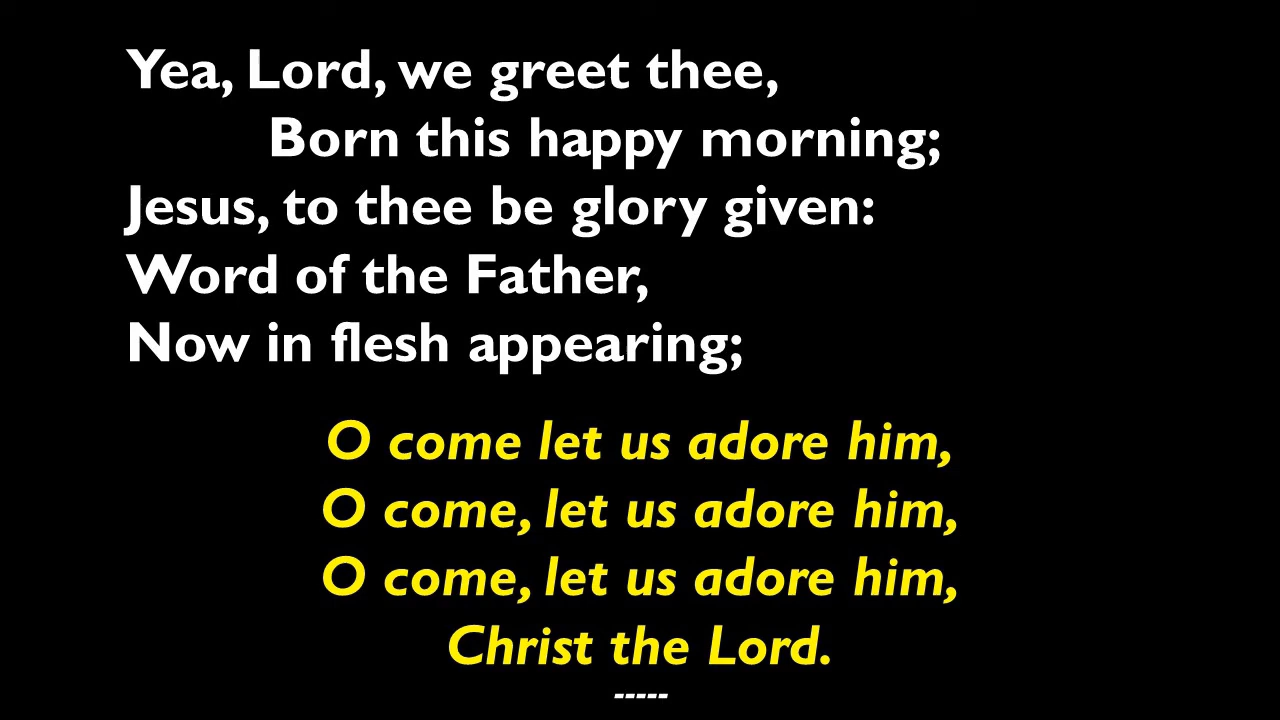 Yea, Lord, we greet thee,
Born this happy morning;
Jesus, to thee be glory given:
Word of the Father,
Now in flesh appearing;
O come let us adore him,
O come, let us adore him,
O come, let us adore him,
Christ the Lord.
-----